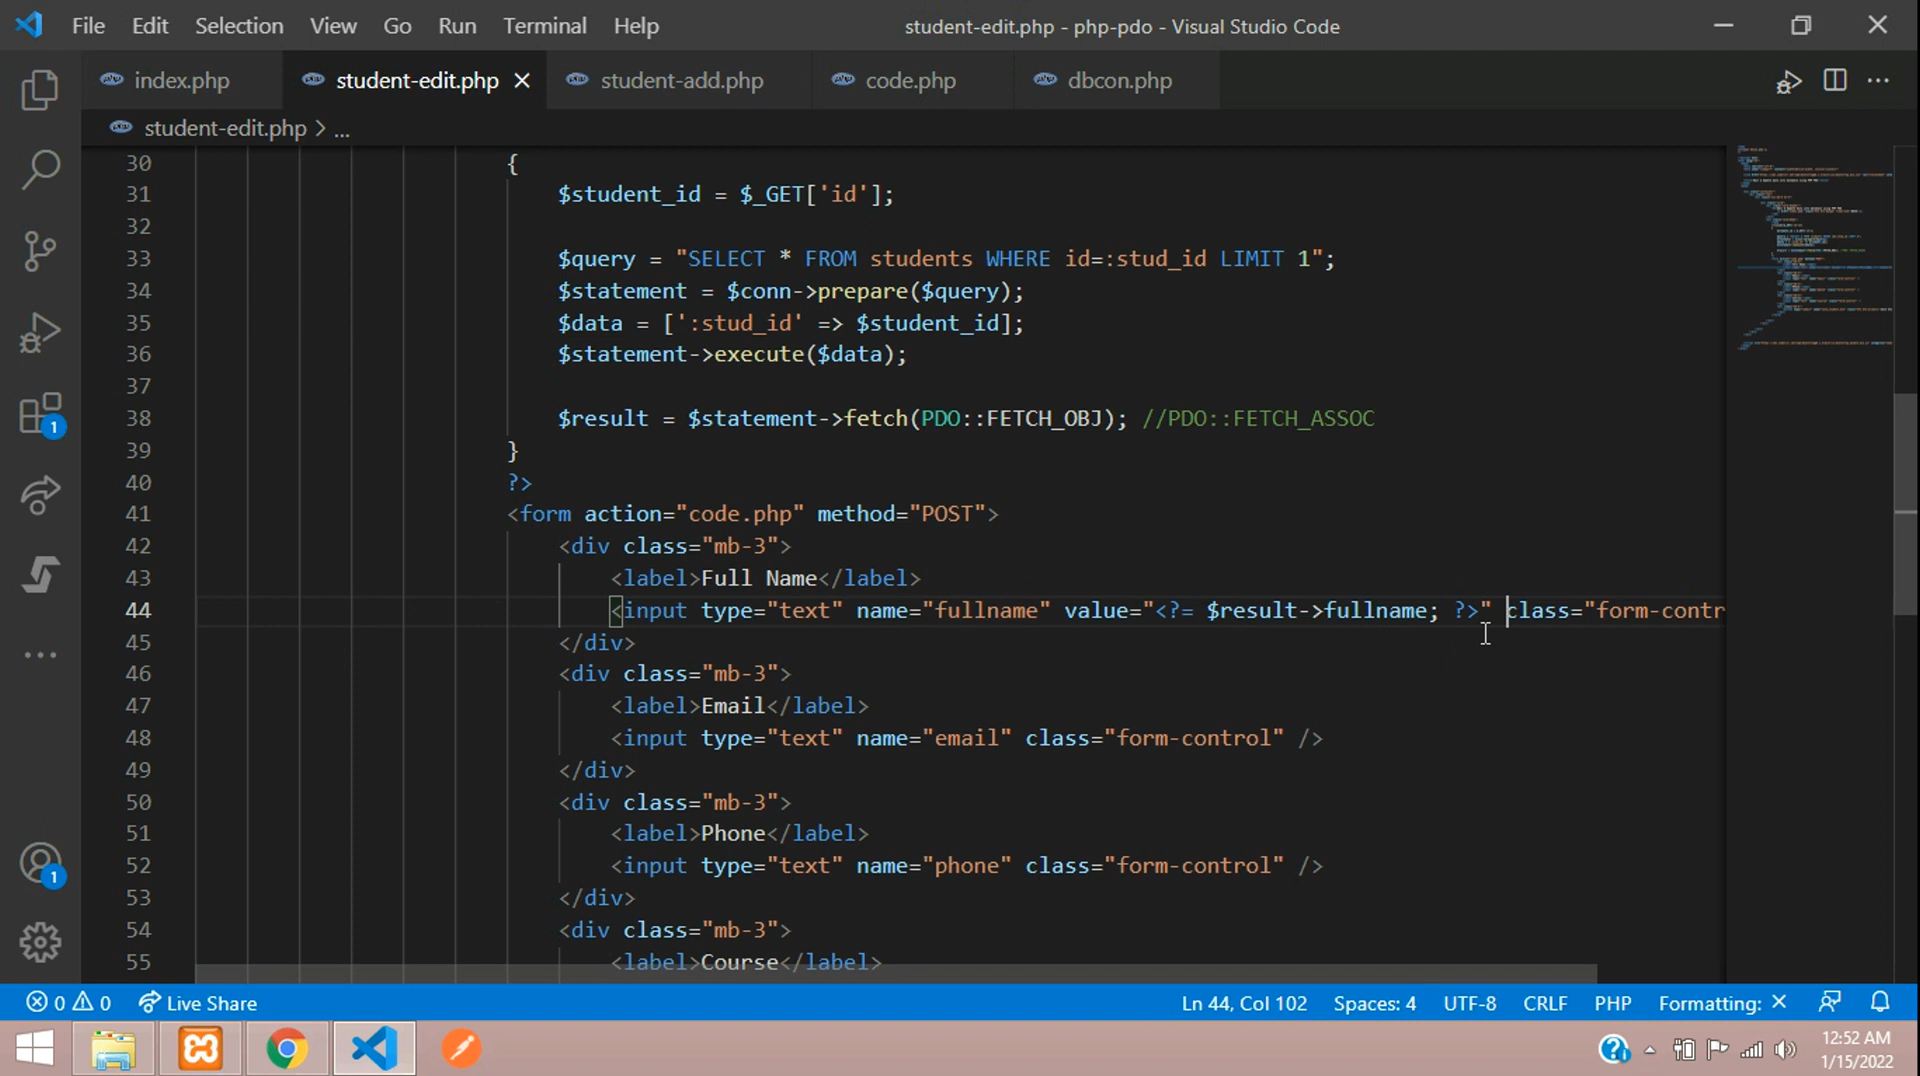 File Edit Selection View Go Run Terminal Help student-edit.php - php-pdo - Visual Studio Code
index.php student-edit.php student-add.php code.php dbcon.php
student-edit.php > ...
30 {
31 $student_id = $_GET['id'];
32
33 $query = "SELECT * FROM students WHERE id=:stud_id LIMIT 1";
34 $statement = $conn->prepare($query);
35 $data = [':stud_id' => $student_id];
36 $statement->execute($data);
37
38 $result = $statement->fetch(PDO::FETCH_OBJ); //PDO::FETCH_ASSOC
39 }
40 ?>
41 <form action="code.php" method="POST">
42 <div class="mb-3">
43 <label>Full Name</label>
44 <input type="text" name="fullname" value="<?= $result->fullname; ?>" class="form-contr
45 </div>
46 <div class="mb-3">
47 <label>Email</label>
48 <input type="text" name="email" class="form-control" />
49 </div>
50 <div class="mb-3">
51 <label>Phone</label>
52 <input type="text" name="phone" class="form-control" />
53 </div>
54 <div class="mb-3">
55 <label>Course</label>
1
1
0 0 Live Share Ln 44, Col 102 Spaces: 4 UTF-8 CRLF PHP Formatting: ×
12:52 AM
1/15/2022